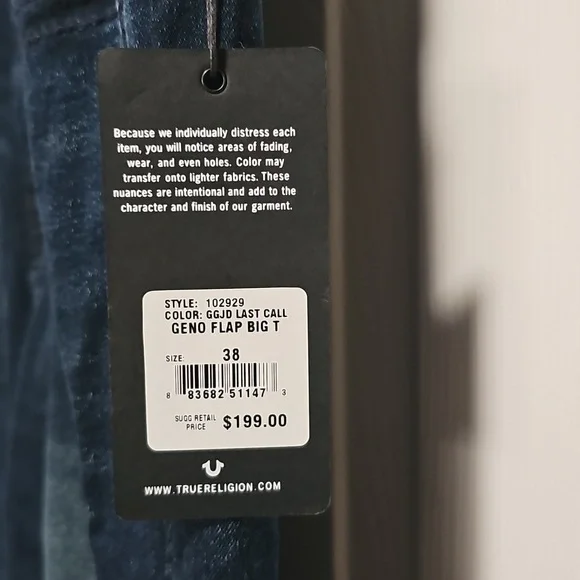 Because we individually distress each
item, you will notice areas of fading,
wear, and even holes. Color may
transfer onto lighter fabrics. These
nuances are intentional and add to the
character and finish of our garment.
STYLE: 102929
COLOR: GGJD LAST CALL
GENO FLAP BIG T
SIZE: 38
8 83682 51147 3
SUGG RETAIL
PRICE $199.00
WWW.TRUERELIGION.COM